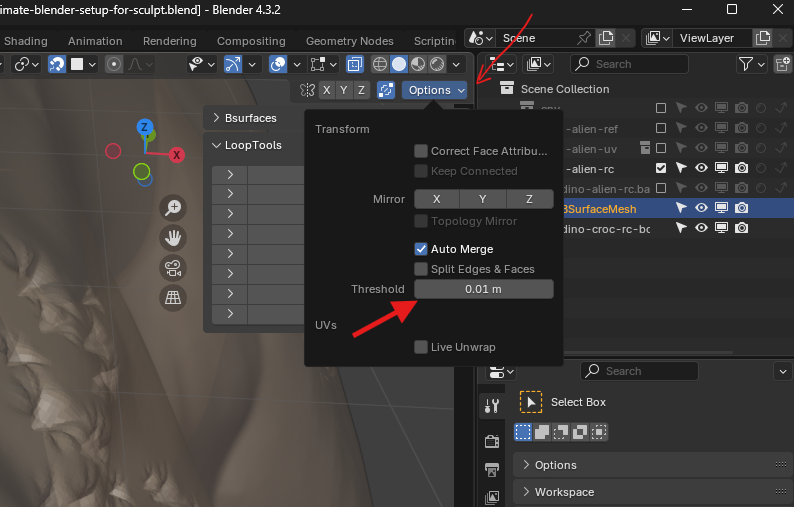 imate-blender-setup-for-sculpt.blend] - Blender 4.3.2
Shading Animation Rendering Compositing Geometry Nodes Scripting Scene ViewLayer
Search
X Y Z Options Scene Collection
Bsurfaces
Transform
-alien-ref
LoopTools
Correct Face Attribu... -alien-uv
Keep Connected -alien-rc
dino-alien-rc.ba
Mirror X Y Z BSurfaceMesh
Topology Mirror dino-croc-rc-bc
Auto Merge
Split Edges & Faces
Threshold 0.01 m
UVs
Live Unwrap
Search
Select Box
Options
Workspace
Z
X